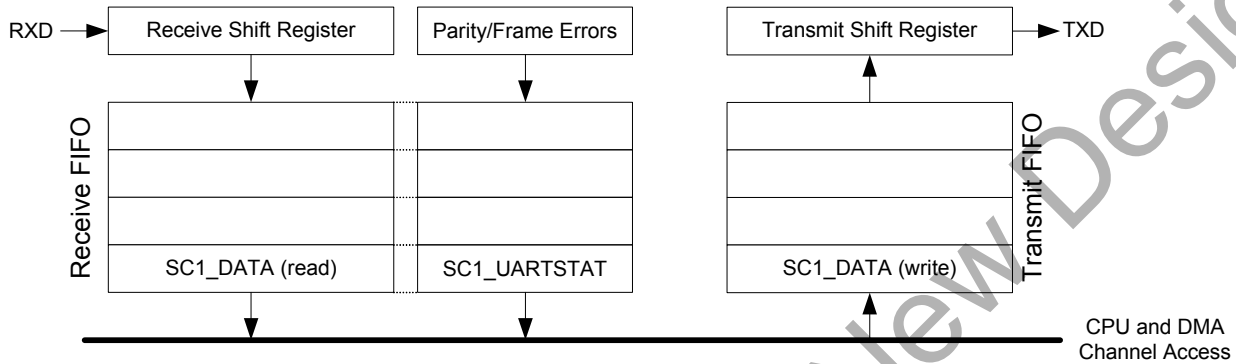 RXD
Receive Shift Register
Parity/Frame Errors
Transmit Shift Register
TXD
Receive FIFO
Transmit FIFO
SC1_DATA (read)
SC1_UARTSTAT
SC1_DATA (write)
CPU and DMA
Channel Access
New